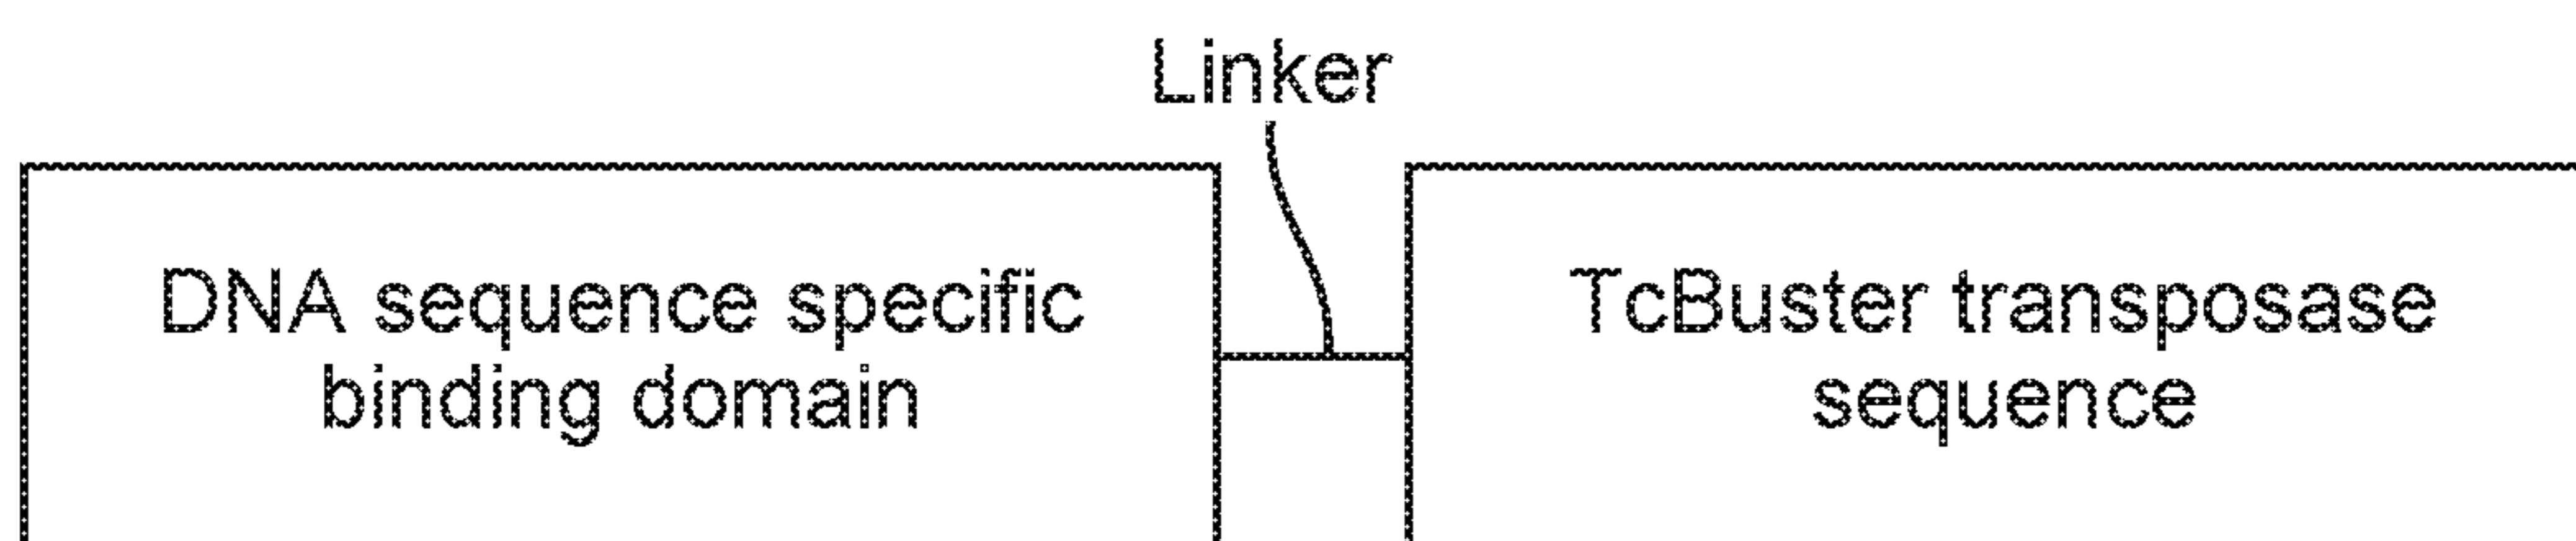 Linker
DNA sequence specific
binding domain
TcBuster transposase
sequence